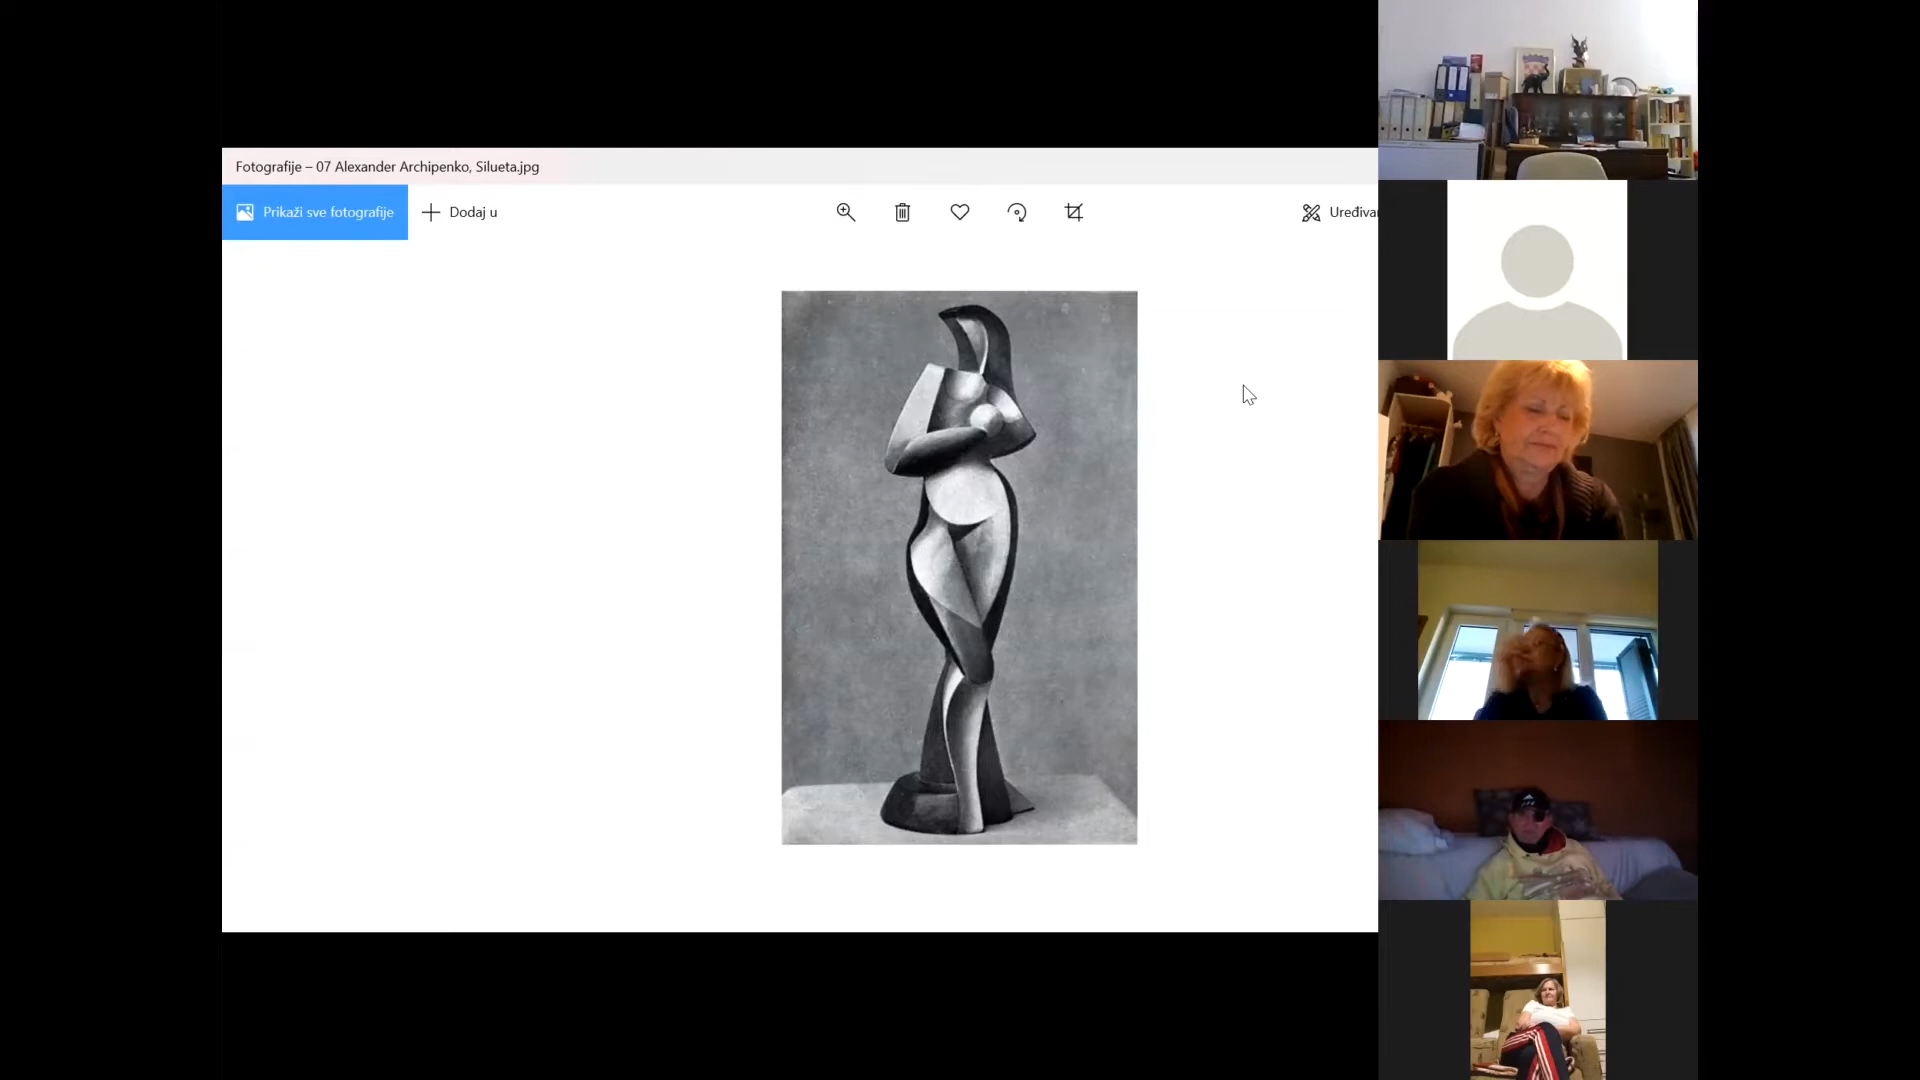 Fotografije – 07 Alexander Archipenko, Silueta.jpg
Prikaži sve fotografije
Dodaj u
Uređiva